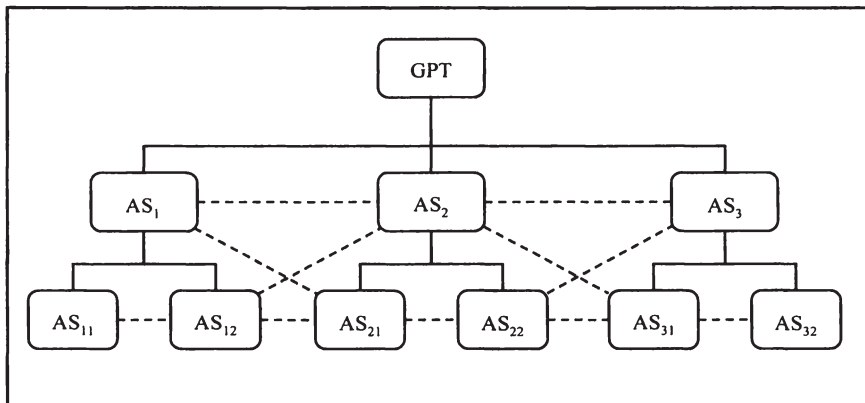 GPT
AS₁ AS₂ AS₃
AS₁₁ AS₁₂ AS₂₁ AS₂₂ AS₃₁ AS₃₂